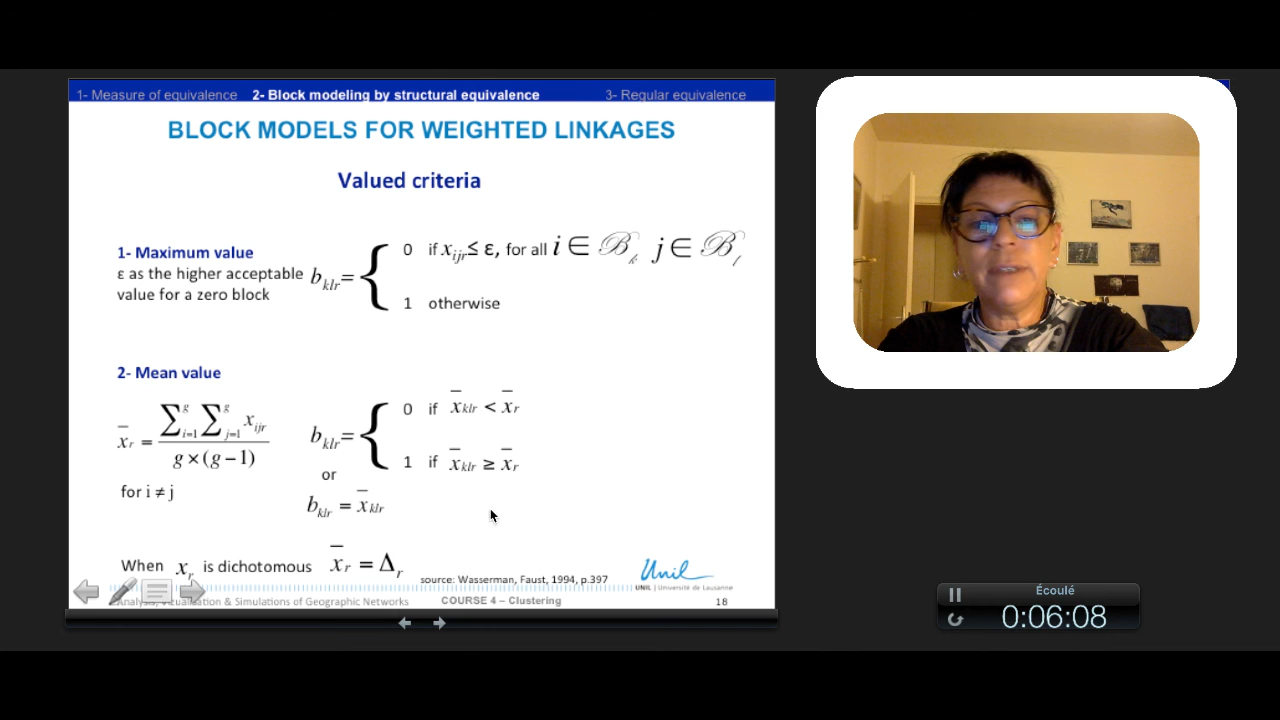 1- Measure of equivalence 2- Block modeling by structural equivalence 3- Regular equivalence
BLOCK MODELS FOR WEIGHTED LINKAGES
Valued criteria
1- Maximum value
ε as the higher acceptable
value for a zero block
b_klr = { 0 if x_ijr ≤ ε, for all i ∈ ℬ_k j ∈ ℬ_l
1 otherwise
2- Mean value
x̄_r = ∑_{i=1}^g ∑_{j=1}^g x_ijr / g × (g − 1)
for i ≠ j
b_klr = { 0 if x̄_klr < x̄_r
1 if x̄_klr ≥ x̄_r
or
b_klr = x̄_klr
When x_r is dichotomous x̄_r = Δ_r
source: Wasserman, Faust, 1994, p.397
Unil
UNIL | Université de Lausanne
& Simulations of Geographic Networks COURSE 4 – Clustering 18
Écoulé
0:06:08